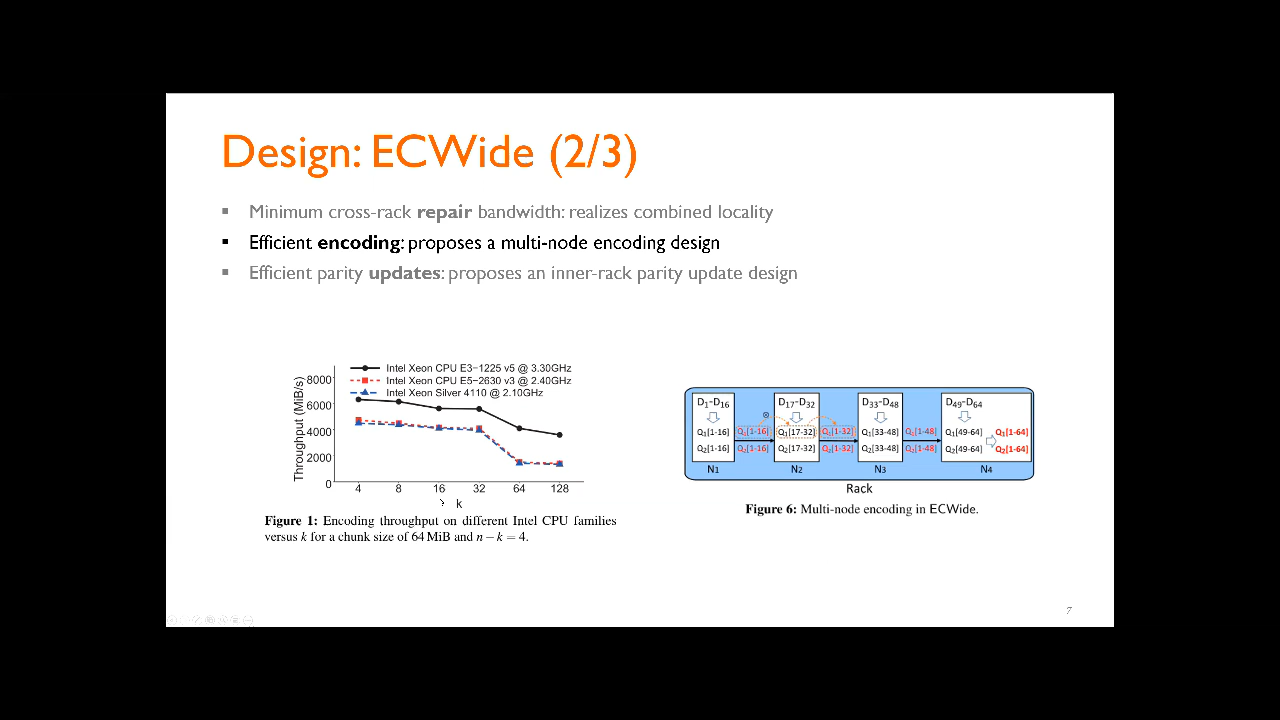 Design: ECWide (2/3)
▪ Minimum cross-rack repair bandwidth: realizes combined locality
▪ Efficient encoding: proposes a multi-node encoding design
▪ Efficient parity updates: proposes an inner-rack parity update design
Intel Xeon CPU E3−1225 v5 @ 3.30GHz
Intel Xeon CPU E5−2630 v3 @ 2.40GHz
Intel Xeon Silver 4110 @ 2.10GHz
Throughput (MiB/s)
8000
6000
4000
2000
0
4 8 16 32 64 128
k
Figure 1: Encoding throughput on different Intel CPU families
versus k for a chunk size of 64 MiB and n−k = 4.
D1-D16 D17-D32 D33-D48 D49-D64
Q1[1-16] Q1[1-16] Q1[17-32] Q1[1-32] Q1[33-48] Q1[1-48] Q1[49-64] Q1[1-64]
Q2[1-16] Q2[1-16] Q2[17-32] Q2[1-32] Q2[33-48] Q2[1-48] Q2[49-64] Q2[1-64]
N1 N2 N3 N4
Rack
Figure 6: Multi-node encoding in ECWide.
7